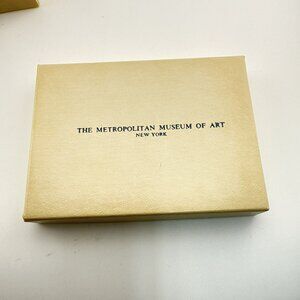 THE METROPOLITAN MUSEUM OF ART
NEW YORK